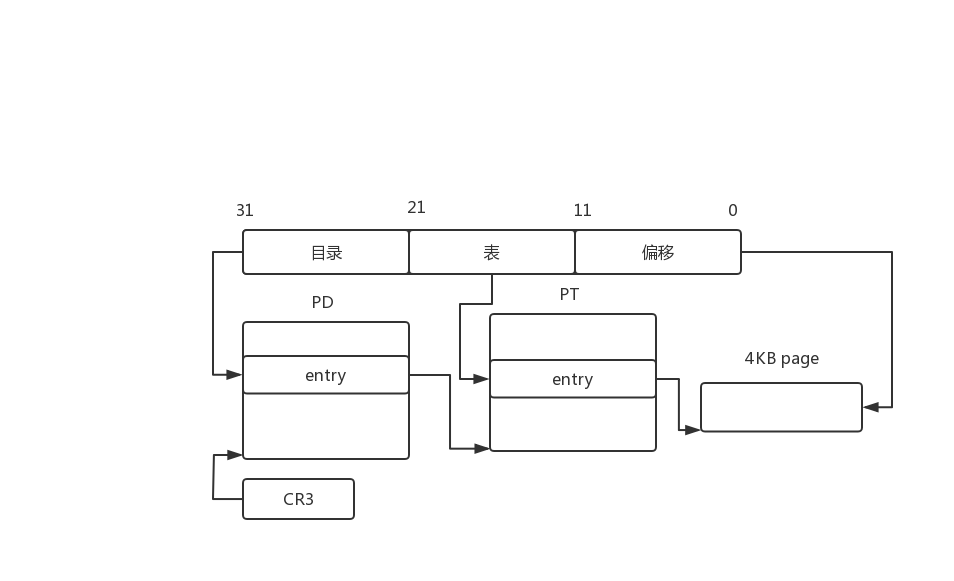 31
21
11
0
目录
表
偏移
PD
PT
4KB page
entry
entry
CR3